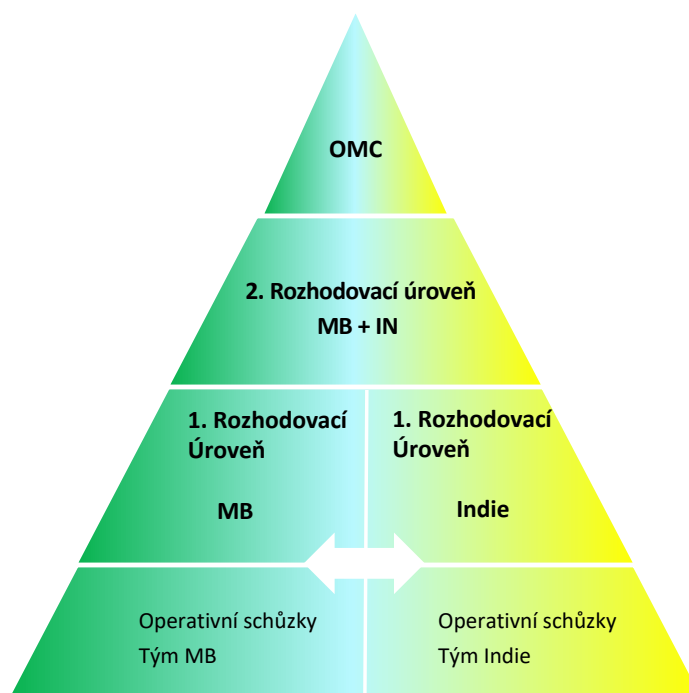 OMC
2. Rozhodovací úroveň
MB + IN
1. Rozhodovací
Úroveň
MB
1. Rozhodovací
Úroveň
Indie
Operativní schůzky
Tým MB
Operativní schůzky
Tým Indie